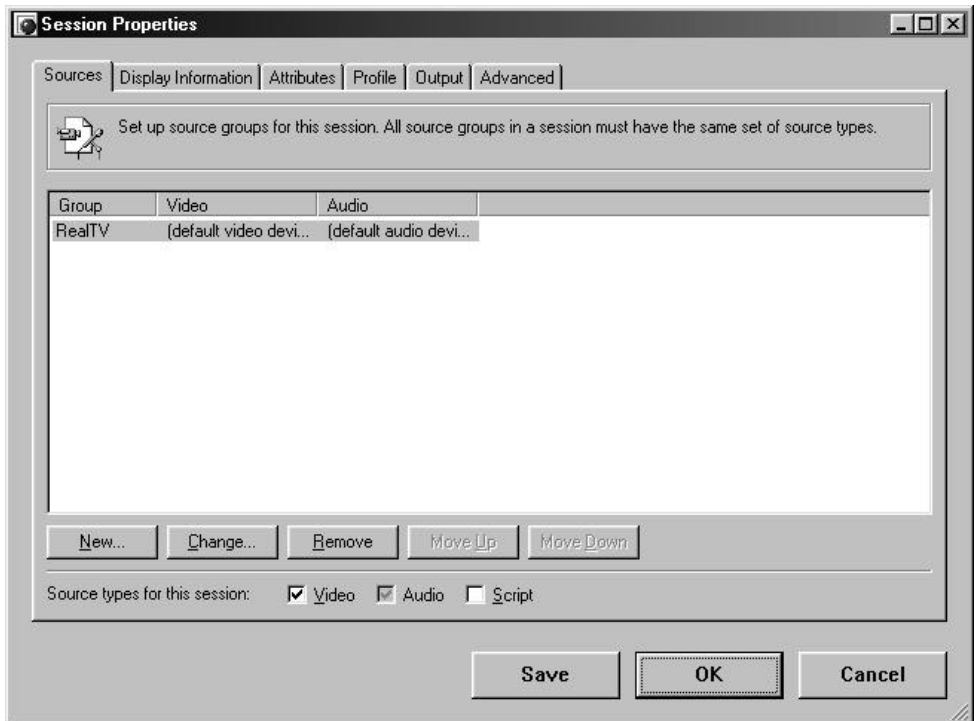 Session Properties
Sources Display Information Attributes Profile Output Advanced
Set up source groups for this session. All source groups in a session must have the same set of source types.
Group Video Audio
RealTV (default video devi... (default audio devi...
New... Change... Remove Move Up Move Down
Source types for this session: Video Audio Script
Save OK Cancel